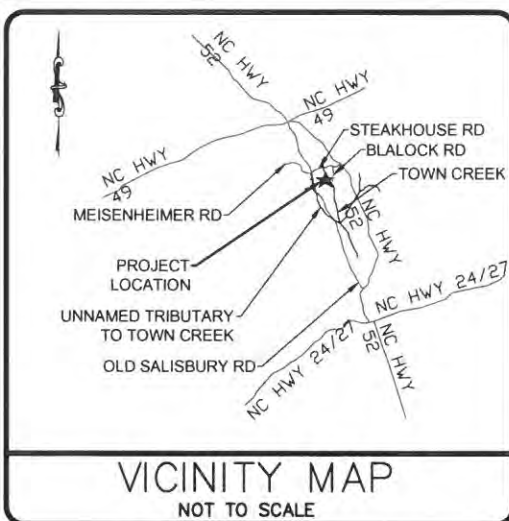 NC HWY
52
NC HWY
49
STEAKHOUSE RD
BLALOCK RD
TOWN CREEK
NC HWY
49
MEISENHEIMER RD
NC HWY
52
PROJECT
LOCATION
UNNAMED TRIBUTARY
TO TOWN CREEK
NC HWY 24/27
OLD SALISBURY RD
NC HWY 24/27
NC HWY
52
VICINITY MAP
NOT TO SCALE